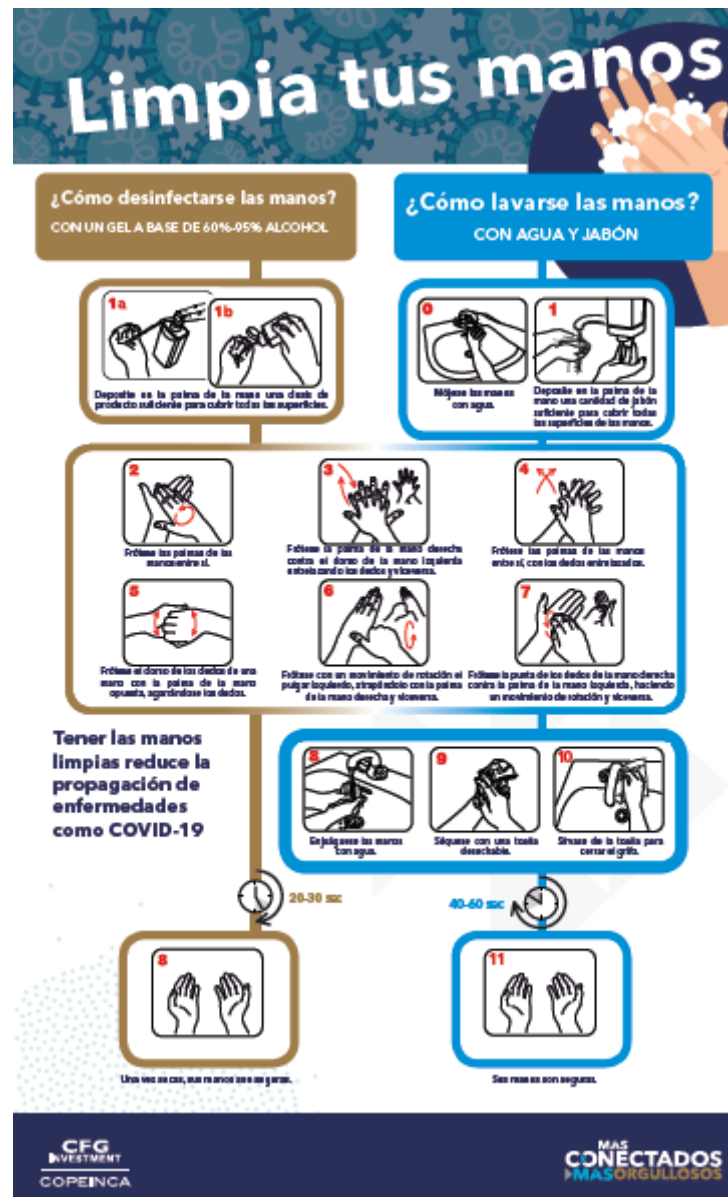 Limpia tus manos
¿Cómo desinfectarse las manos?
CON UN GEL A BASE DE 60%-95% ALCOHOL
¿Cómo lavarse las manos?
CON AGUA Y JABÓN
1a
1b
Deposite en la palma de la mano una dosis de
producto suficiente para cubrir todas las superficies.
0
Mójese las manos
con agua.
1
Deposite en la palma de la
mano una cantidad de jabón
suficiente para cubrir todas
las superficies de las manos.
2
Frótese las palmas de las
manos entre sí.
3
Frótese la palma de la mano derecha
contra el dorso de la mano izquierda
entrelazando los dedos y viceversa.
4
Frótese las palmas de las manos
entre sí, con los dedos entrelazados.
5
Frótese el dorso de los dedos de una
mano con la palma de la mano
opuesta, agarrándose los dedos.
6
Frótese con un movimiento de rotación el
pulgar izquierdo, atrapándolo con la palma
de la mano derecha y viceversa.
7
Frótese la punta de los dedos de la mano derecha
contra la palma de la mano izquierda, haciendo
un movimiento de rotación y viceversa.
Tener las manos
limpias reduce la
propagación de
enfermedades
como COVID-19
8
Enjuáguese las manos
con agua.
9
Séquese con una toalla
desechable.
10
Sírvase de la toalla para
cerrar el grifo.
20-30 sec
40-60 sec
8
Una vez secas, sus manos son seguras.
11
Sus manos son seguras.
CFG
INVESTMENT
COPEINCA
MAS
CONECTADOS
MAS ORGULLOSOS